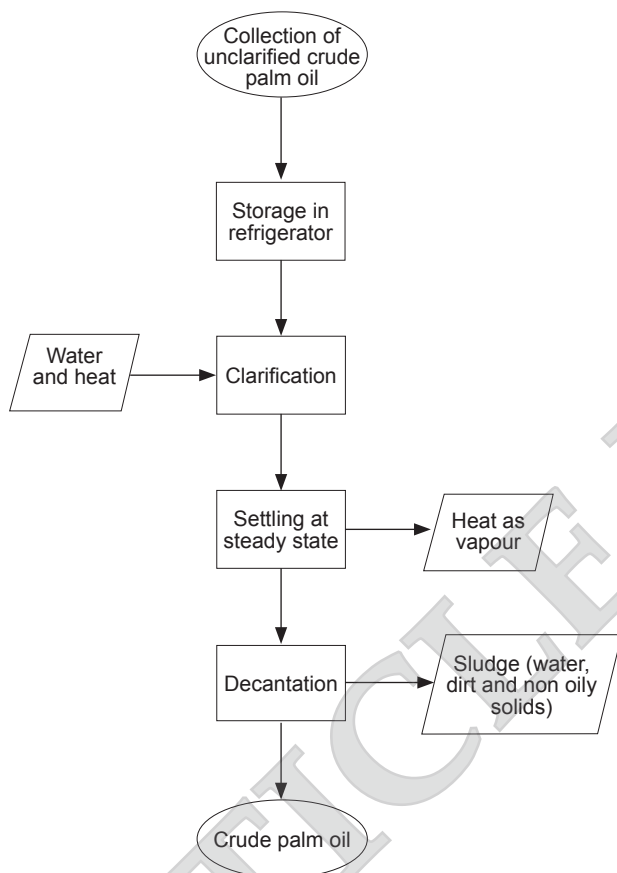 Collection of
unclarified crude
palm oil
Storage in
refrigerator
Water
and heat
Clarification
Settling at
steady state
Heat as
vapour
Decantation
Sludge (water,
dirt and non oily
solids)
Crude palm oil
TICLE